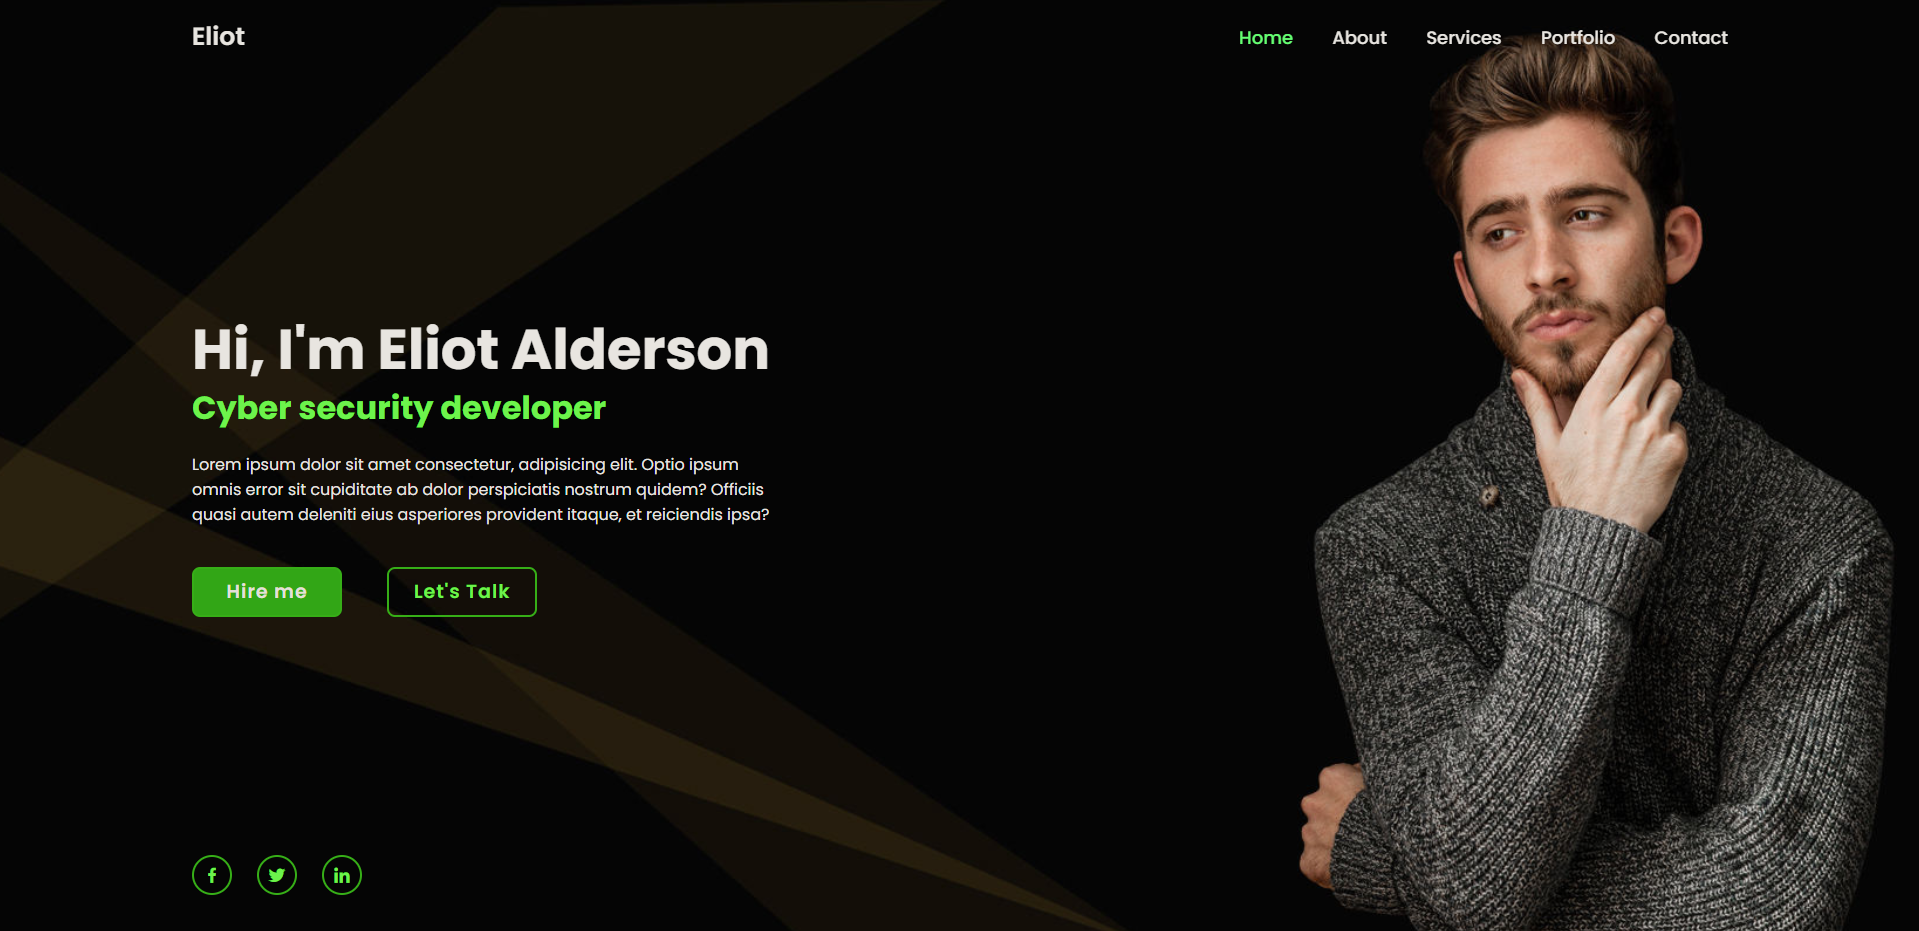 Eliot
Home About Services Portfolio Contact
Hi, I'm Eliot Alderson
Cyber security developer
Lorem ipsum dolor sit amet consectetur, adipisicing elit. Optio ipsum
omnis error sit cupiditate ab dolor perspiciatis nostrum quidem? Officiis
quasi autem deleniti eius asperiores provident itaque, et reiciendis ipsa?
Hire me
Let's Talk